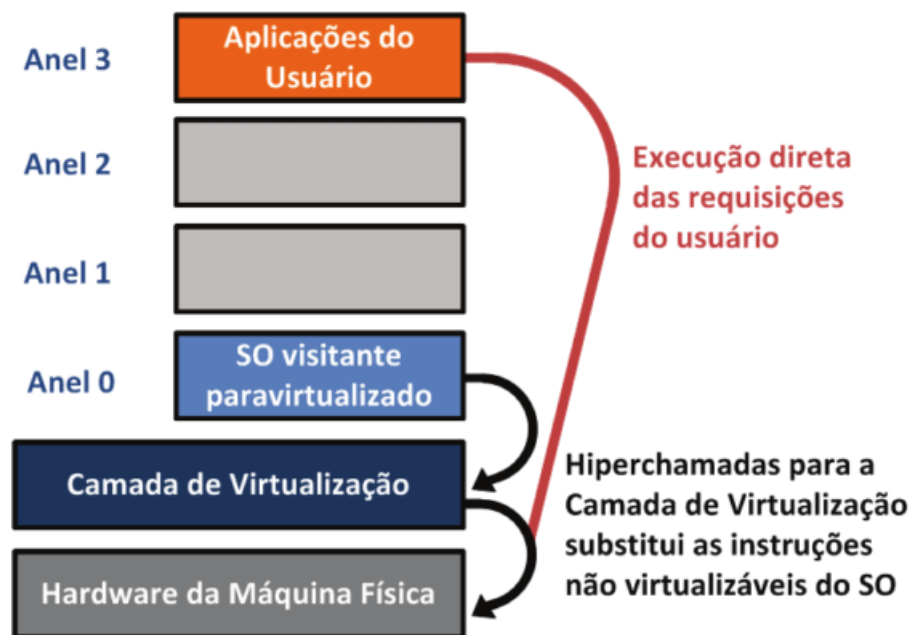 Anel 3
Aplicações do
Usuário
Anel 2
Execução direta
das requisições
do usuário
Anel 1
Anel 0
SO visitante
paravirtualizado
Camada de Virtualização
Hiperchamadas para a
Camada de Virtualização
substitui as instruções
não virtualizáveis do SO
Hardware da Máquina Física